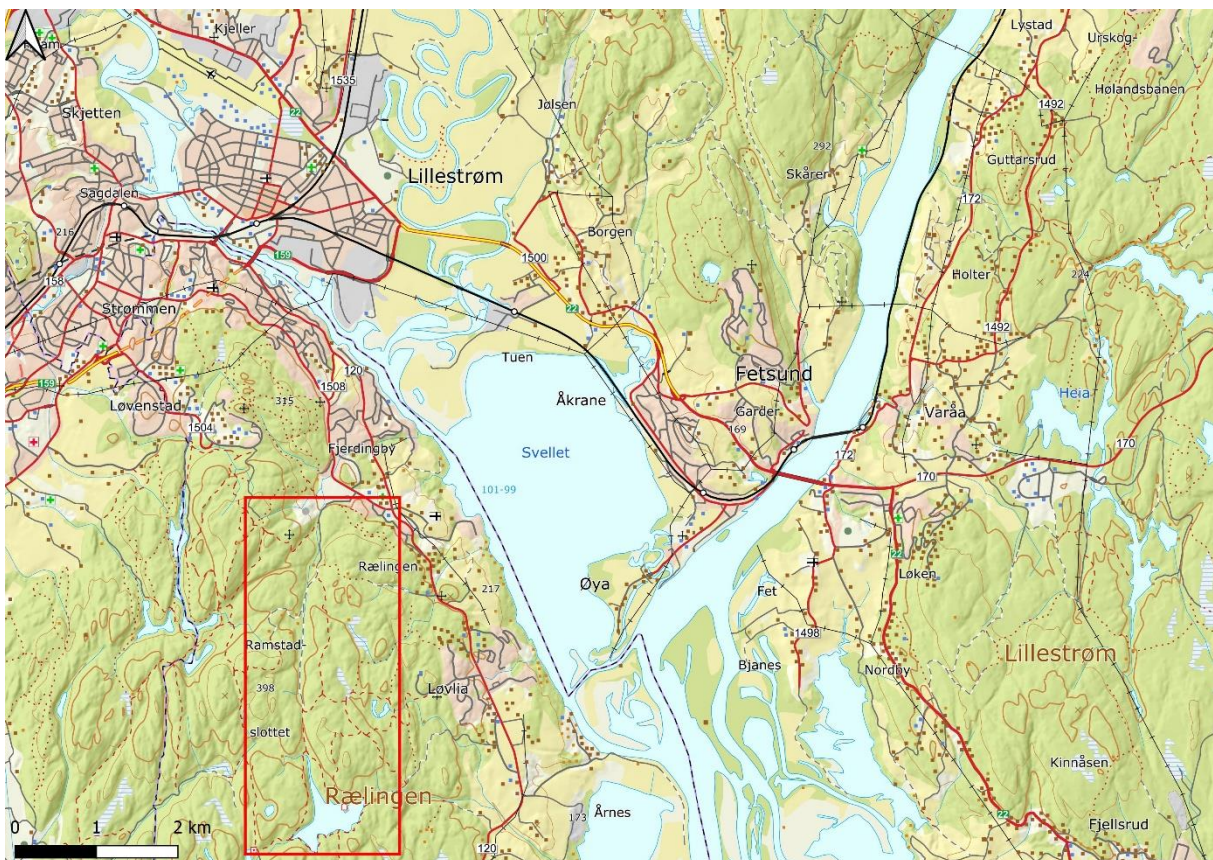 Kjeller
Lystad
Urskog-
Hølandsbanen
1535
Skjetten
22
Jølsen
1492
292
Skårer
Guttarsrud
Sagdalen
Lillestrøm
172
216
Borgen
159
1500
158
Holter
224
Strømmen
22
1492
120
Tuen
Fetsund
159
1508
Løvenstad
315
Åkrane
Garder
Varåa
Heia
1504
169
Fjerdingby
Svellet
172
170
101-99
170
22
Rælingen
217
Øya
Fet
Løken
1498
Ramstad-
Lillestrøm
398
Løvlia
Bjanes
Nordby
slottet
Kinnåsen
Rælingen
22
173
Årnes
Fjellsrud
0 1 2 km
120